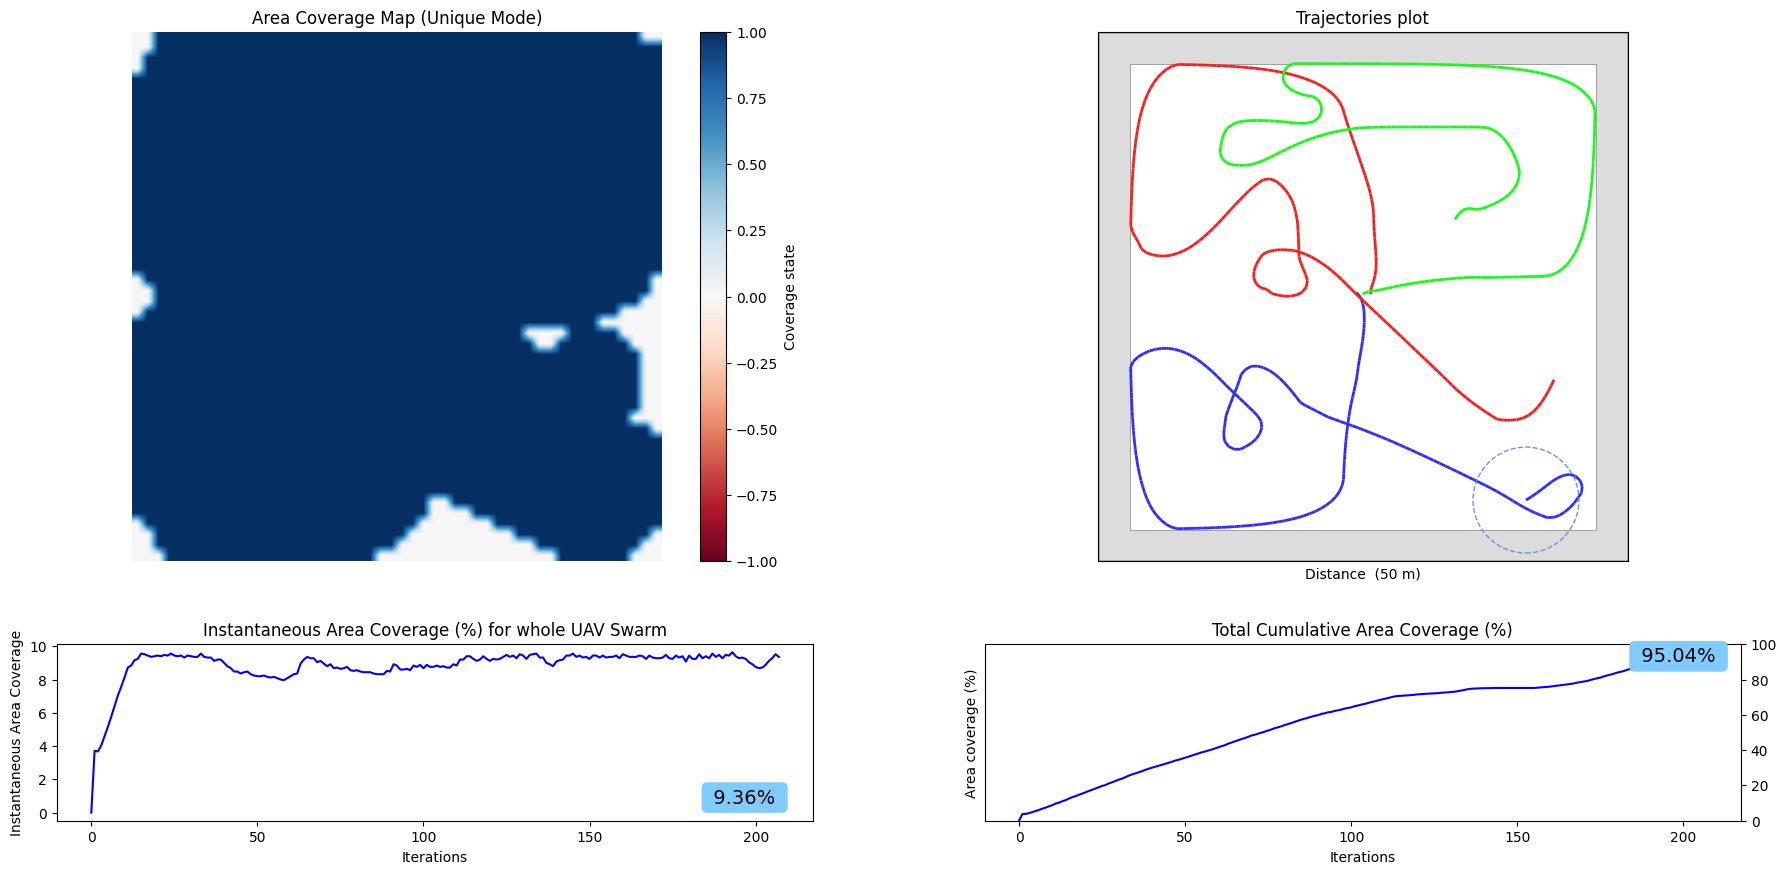 Area Coverage Map (Unique Mode)
1.00
0.75
0.50
0.25
0.00
−0.25
−0.50
−0.75
−1.00
Coverage state
Trajectories plot
Distance  (50 m)
Instantaneous Area Coverage (%) for whole UAV Swarm
Instantaneous Area Coverage
10
8
6
4
2
0
9.36%
0 50 100 150 200
Iterations
Total Cumulative Area Coverage (%)
Area coverage (%)
95.04%
100
80
60
40
20
0
0 50 100 150 200
Iterations